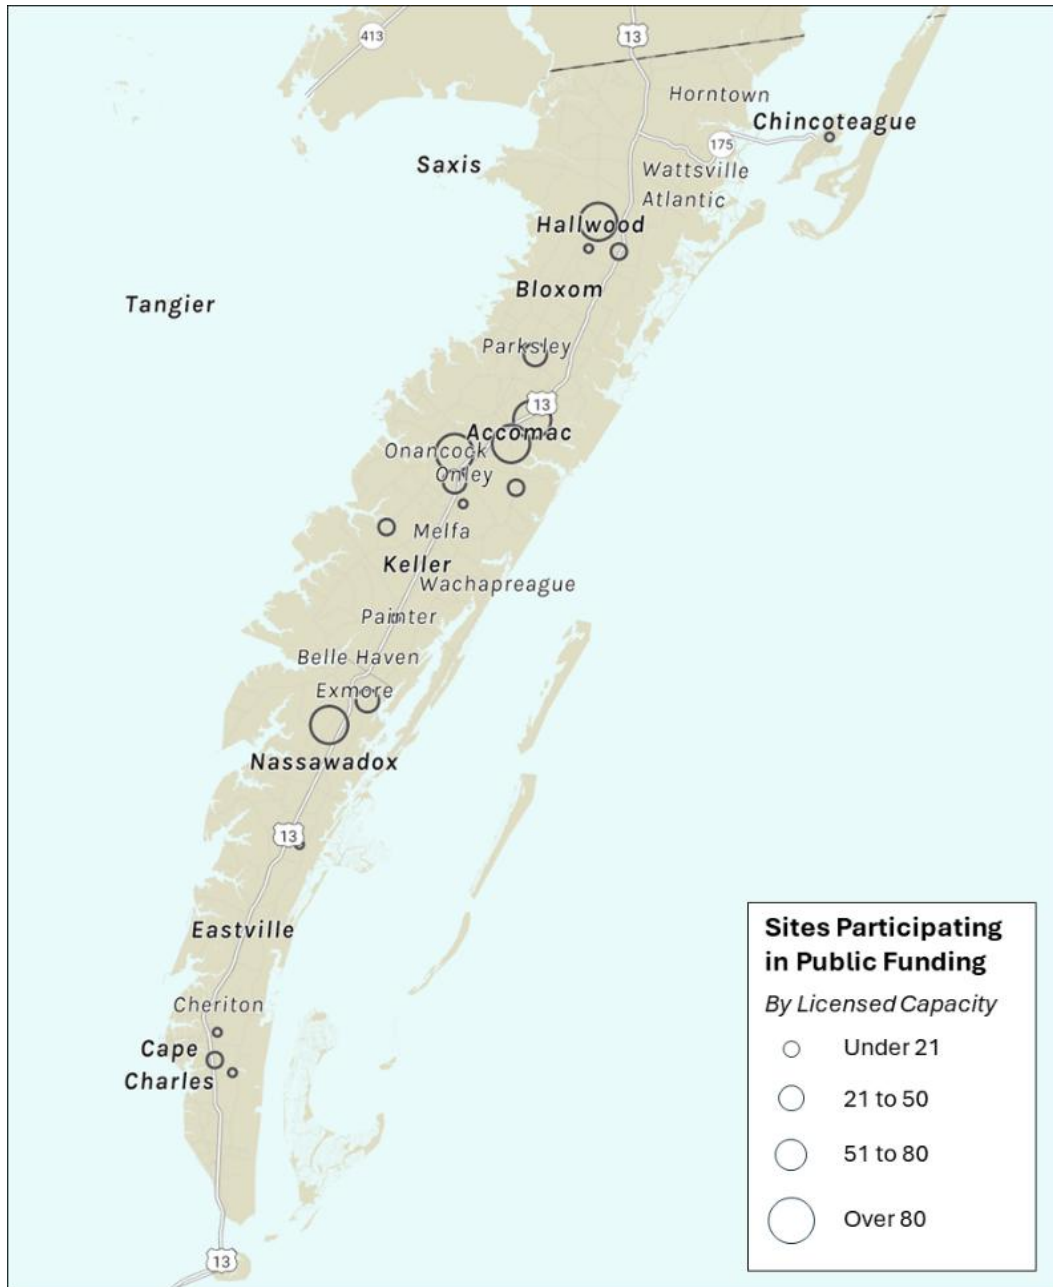 413
13
Horntown
Chincoteague
175
Saxis
Wattsville
Atlantic
Hallwood
Bloxom
Tangier
Parksley
13
Accomac
Onancock
Onley
Melfa
Keller
Wachapreague
Painter
Belle Haven
Exmore
Nassawadox
13
Eastville
Cheriton
Cape
Charles
13
Sites Participating
in Public Funding
By Licensed Capacity
Under 21
21 to 50
51 to 80
Over 80